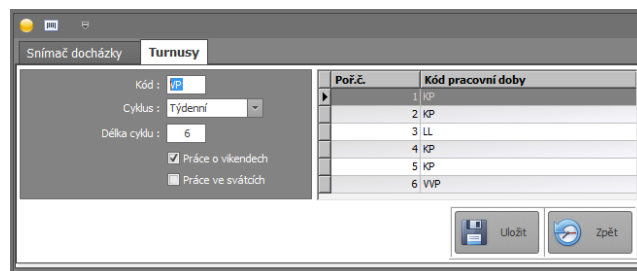 Snímač docházky Turnusy
Kód : VP
Cyklus : Týdenní
Délka cyklu : 6
Práce o vikendech
Práce ve svátcích
Poř.č. Kód pracovní doby
1 KP
2 KP
3 LL
4 KP
5 KP
6 VVP
Uložit Zpět